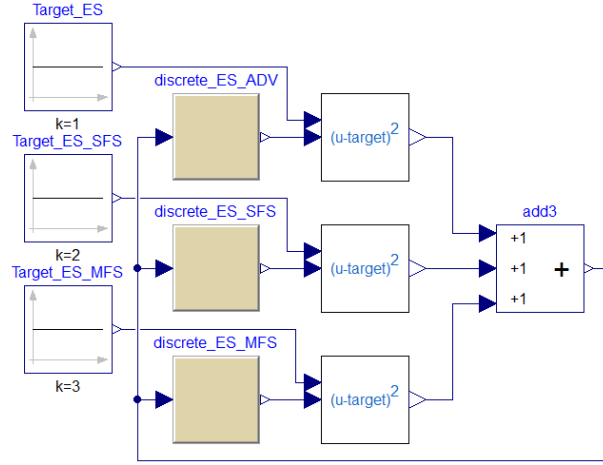 Target_ES
k=1
discrete_ES_ADV
(u-target)2
Target_ES_SFS
k=2
discrete_ES_SFS
(u-target)2
add3
+1
+1
+1
+
Target_ES_MFS
k=3
discrete_ES_MFS
(u-target)2